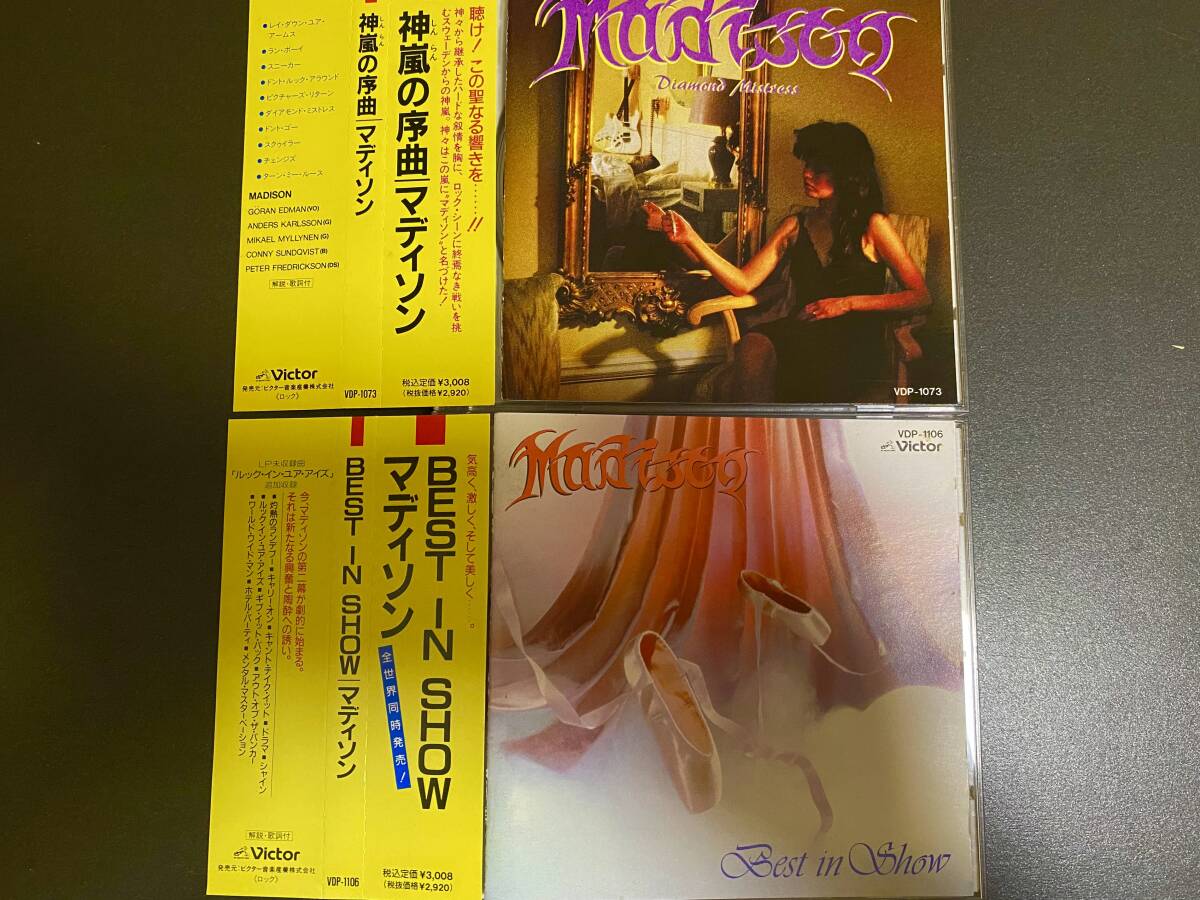 ● レイ・ダウン・ユア・アームス
● ラン・ボーイ
● スニーカー
● ドント・ルック・アラウンド
● ピクチャーズ・リターン
● ダイアモンド・ミストレス
● ドント・ゴー
● スクゥイラー
● チェンジズ
● ターン・ミー・ルース
MADISON
GÖRAN EDMAN(VO)
ANDERS KARLSSON(G)
MIKAEL MYLLYNEN(G)
CONNY SUNDQVIST(B)
PETER FREDRICKSON(DS)
解説・歌詞付
Victor
発売元:ビクター音楽産業株式会社
《ロック》
神嵐の序曲|マディソン
しんらん
VDP-1073
聴け!この聖なる響きを……!!
神々から継承したハードな叙情を胸に、ロック・シーンに終焉なき戦いを挑
むスウェーデンからの神嵐。神々はこの嵐に“マディソン”と名づけた!
神嵐の序曲|マディソン
しんらん
税込定価¥3,008
(税抜価格¥2,920)
Madison
Diamond Mistress
VDP-1073
LP未収録曲
「ルック・イン・ユア・アイズ」
追加収録
今、マディソンの第二幕が劇的に始まる。
それは新たなる興奮と陶酔への誘い。
■灼熱のランデブー■キャリー・オン■キャント・テイク・イット■ドラマ■シャイン
■ルック・イン・ユア・アイズ■ギブ・イット・バック■アウト・オブ・ザ・バンカー
■ワールド・ワイド・マン■ホテル・パーティ■メンタル・マスターベーション
解説・歌詞付
Victor
発売元:ビクター音楽産業株式会社
《ロック》
BEST IN SHOW|マディソン
VDP-1106
気高く、激しく、そして美しく……。
BEST IN SHOW
マディソン
全世界同時発売!
税込定価¥3,008
(税抜価格¥2,920)
Madison
VDP-1106
Victor
Best in Show